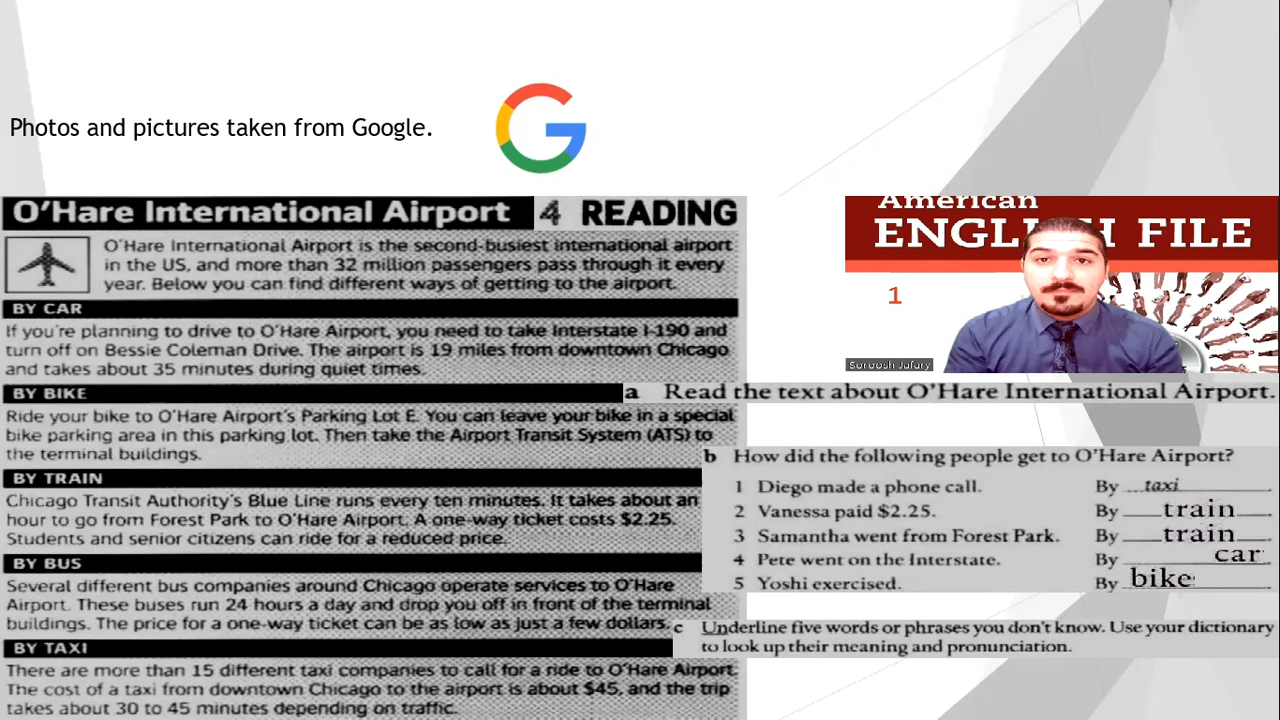 Photos and pictures taken from Google.
O'Hare International Airport
4 READING
O'Hare International Airport is the second-busiest international airport
in the US, and more than 32 million passengers pass through it every
year. Below you can find different ways of getting to the airport.
BY CAR
If you're planning to drive to O'Hare Airport, you need to take Interstate I-190 and
turn off on Bessie Coleman Drive. The airport is 19 miles from downtown Chicago
and takes about 35 minutes during quiet times.
BY BIKE
Ride your bike to O'Hare Airport's Parking Lot E. You can leave your bike in a special
bike parking area in this parking lot. Then take the Airport Transit System (ATS) to
the terminal buildings.
BY TRAIN
Chicago Transit Authority's Blue Line runs every ten minutes. It takes about an
hour to go from Forest Park to O'Hare Airport. A one-way ticket costs $2.25.
Students and senior citizens can ride for a reduced price.
BY BUS
Several different bus companies around Chicago operate services to O'Hare
Airport. These buses run 24 hours a day and drop you off in front of the terminal
buildings. The price for a one-way ticket can be as low as just a few dollars.
BY TAXI
There are more than 15 different taxi companies to call for a ride to O'Hare Airport.
The cost of a taxi from downtown Chicago to the airport is about $45, and the trip
takes about 30 to 45 minutes depending on traffic.
American
ENGLISH FILE
1
Soroosh Jafary
a Read the text about O'Hare International Airport.
b How did the following people get to O'Hare Airport?
1 Diego made a phone call. By taxi.
2 Vanessa paid $2.25. By train.
3 Samantha went from Forest Park. By train.
4 Pete went on the Interstate. By car.
5 Yoshi exercised. By bike.
c Underline five words or phrases you don't know. Use your dictionary
to look up their meaning and pronunciation.